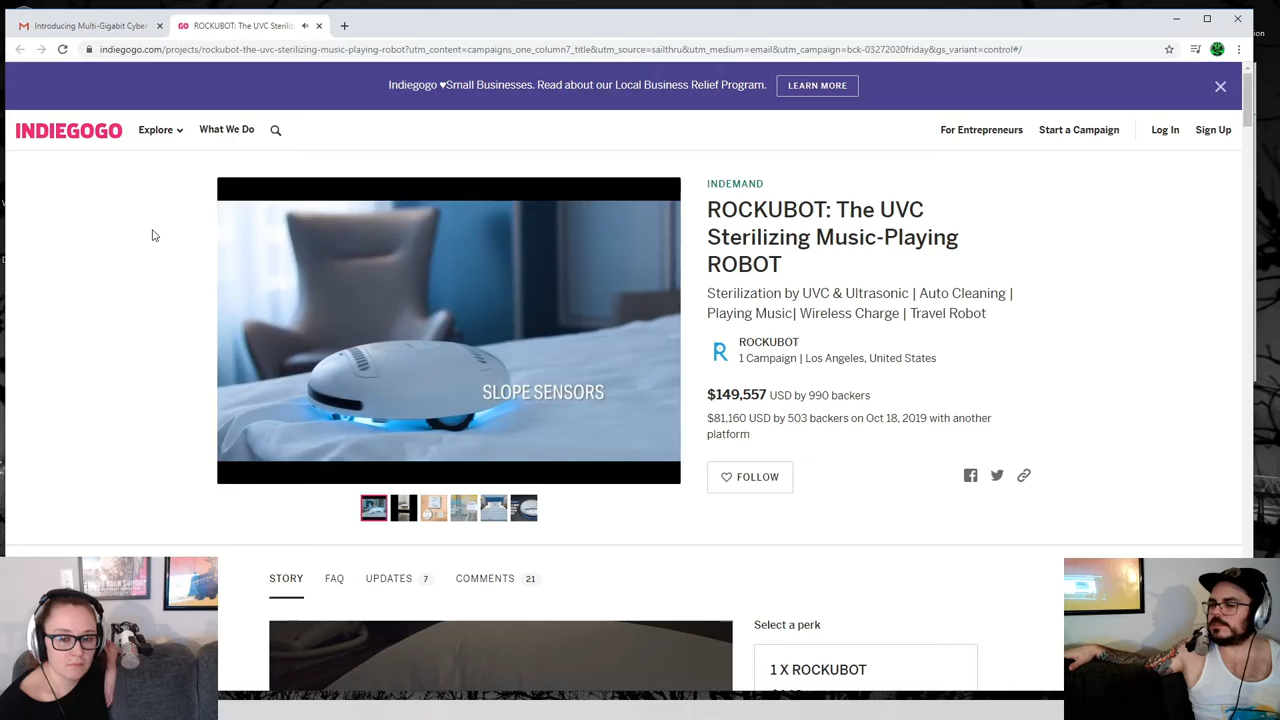 Introducing Multi-Gigabit Cyber
ROCKUBOT: The UVC Steriliz
indiegogo.com/projects/rockubot-the-uvc-sterilizing-music-playing-robot?utm_content=campaigns_one_column7_title&utm_source=sailthru&utm_medium=email&utm_campaign=bck-03272020friday&gs_variant=control#/
Indiegogo ♥Small Businesses. Read about our Local Business Relief Program.
LEARN MORE
INDIEGOGO
Explore
What We Do
For Entrepreneurs
Start a Campaign
Log In
Sign Up
SLOPE SENSORS
INDEMAND
ROCKUBOT: The UVC
Sterilizing Music-Playing
ROBOT
Sterilization by UVC & Ultrasonic | Auto Cleaning |
Playing Music| Wireless Charge | Travel Robot
R
ROCKUBOT
1 Campaign | Los Angeles, United States
$149,557 USD by 990 backers
$81,160 USD by 503 backers on Oct 18, 2019 with another
platform
FOLLOW
STORY
FAQ
UPDATES 7
COMMENTS 21
Select a perk
1 X ROCKUBOT